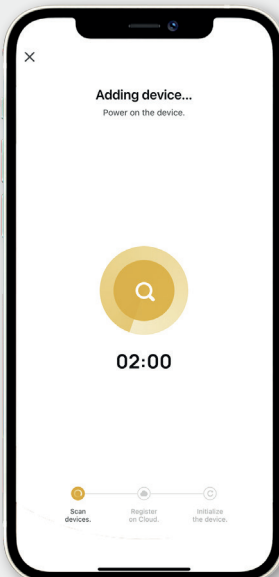 Adding device...
Power on the device.
02:00
Scan
devices.
Register
on Cloud.
Initialize
the device.